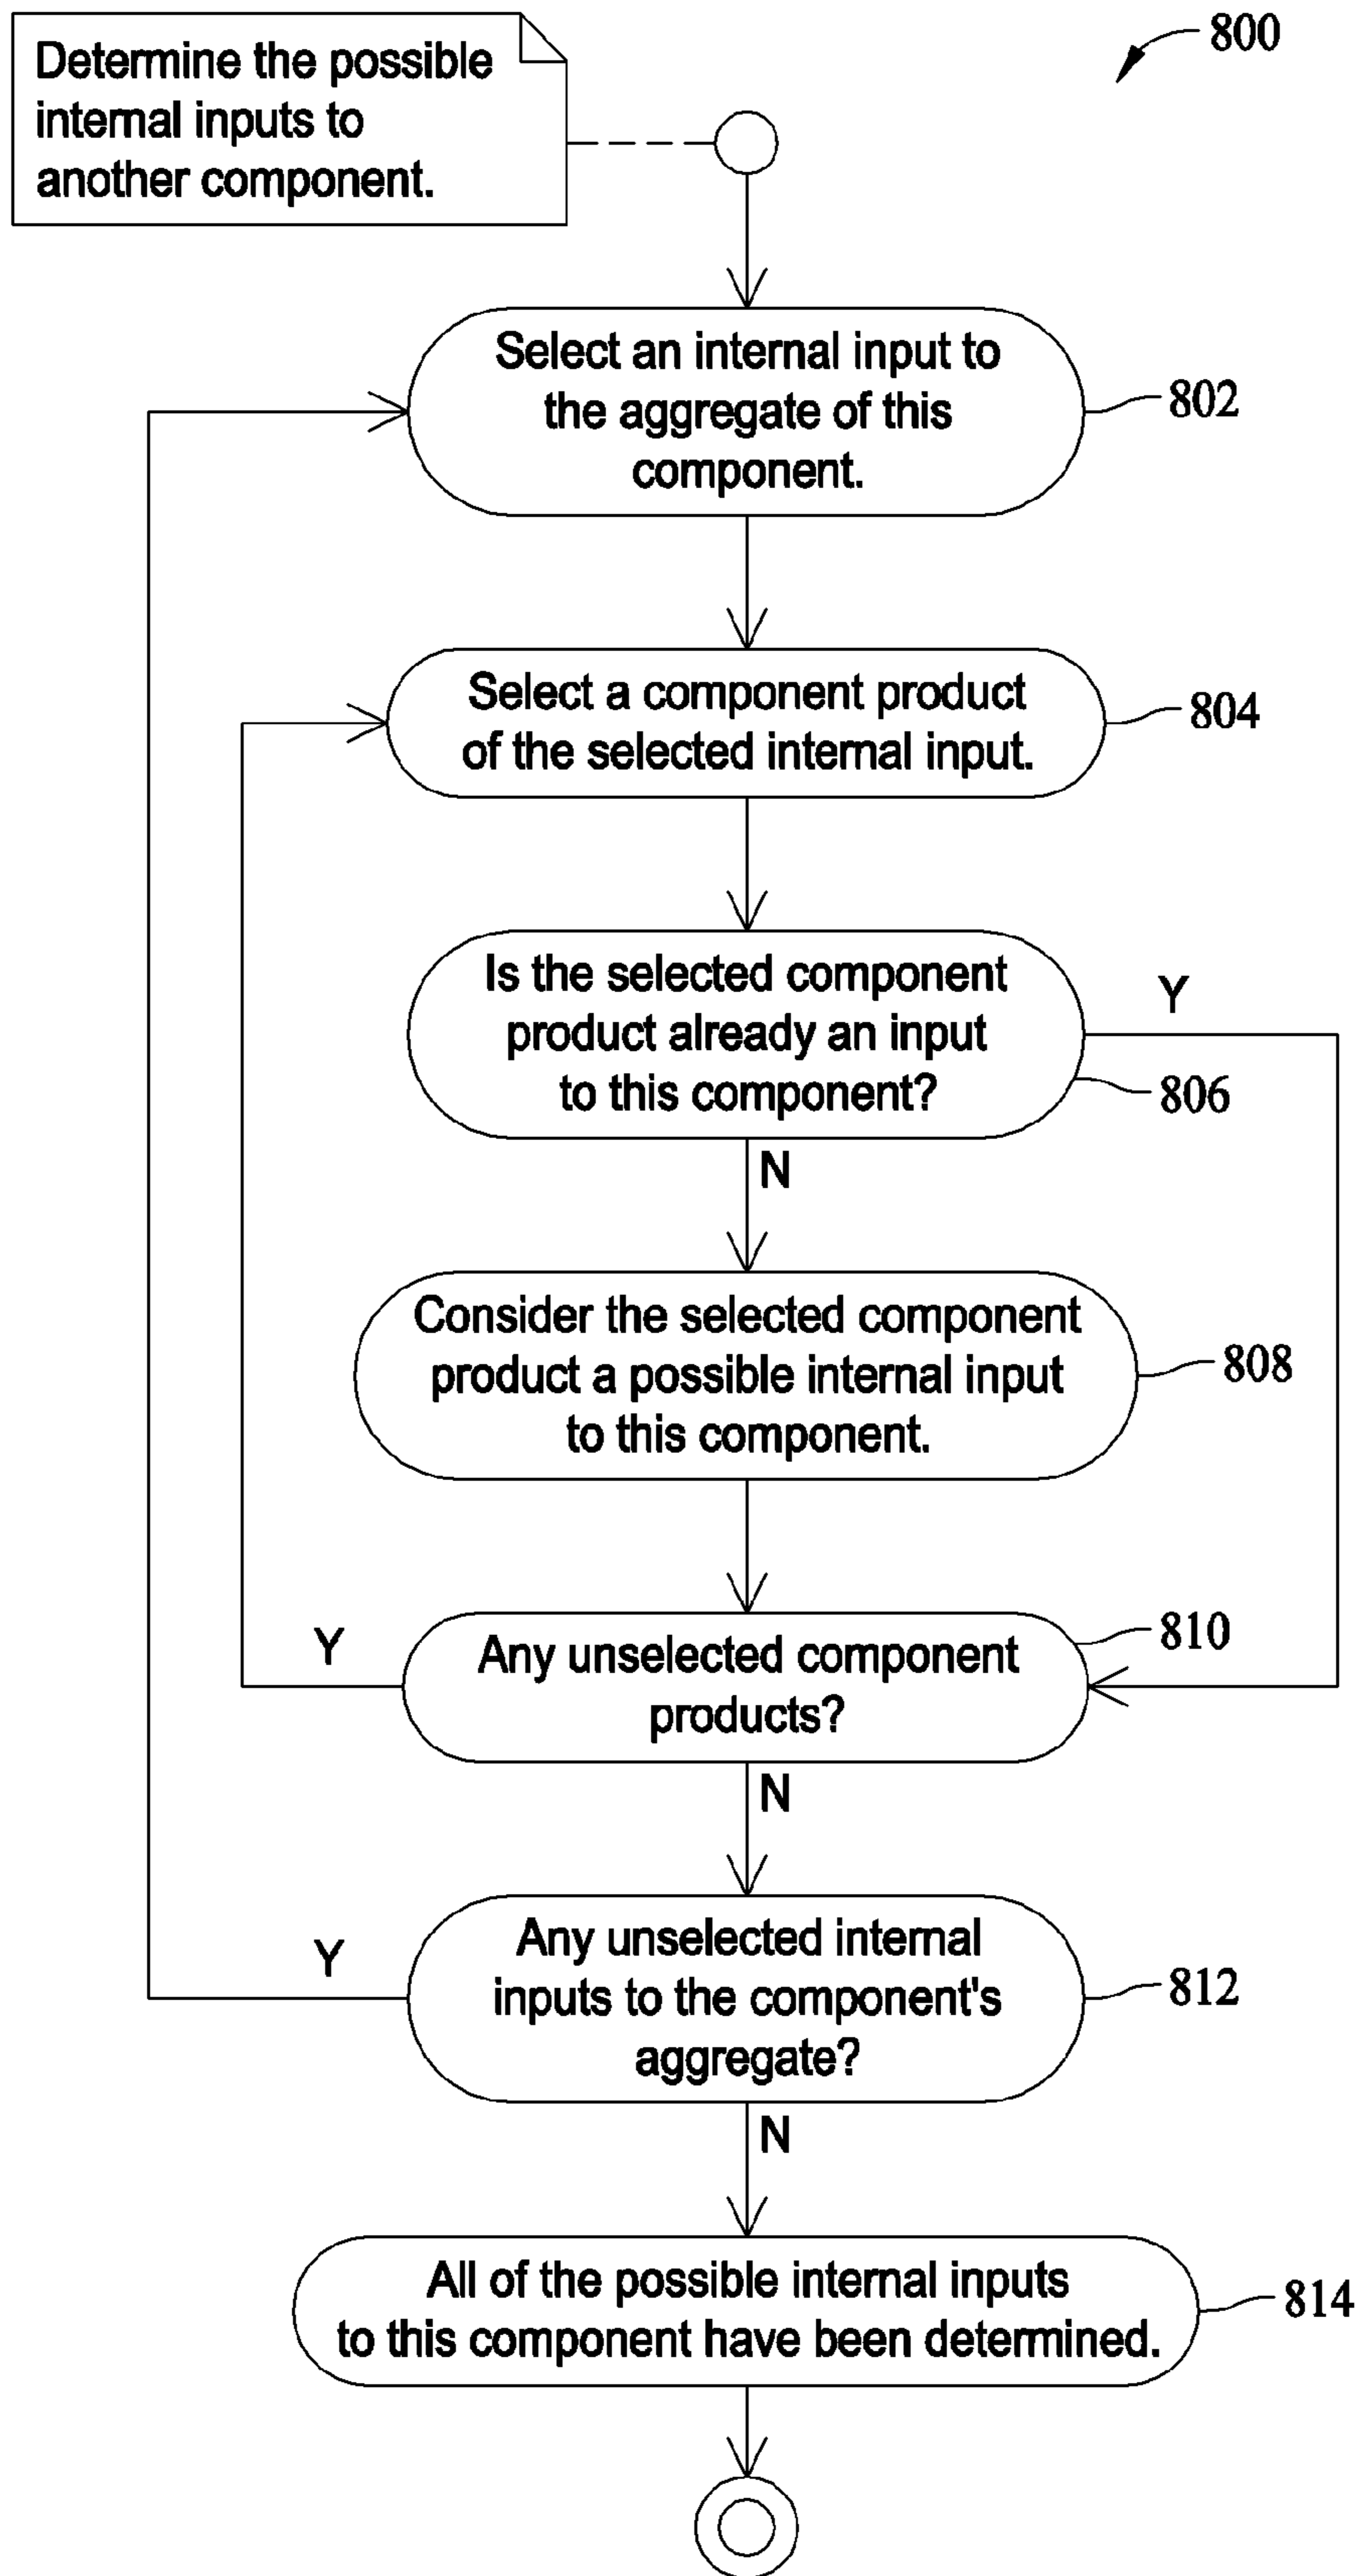 Determine the possible
internal inputs to
another component.
800
Select an internal input to
the aggregate of this
component.
802
Select a component product
of the selected internal input.
804
Is the selected component
product already an input
to this component?
Y
806
N
Consider the selected component
product a possible internal input
to this component.
808
Any unselected component
products?
810
Y
N
Any unselected internal
inputs to the component's
aggregate?
812
Y
N
All of the possible internal inputs
to this component have been determined.
814